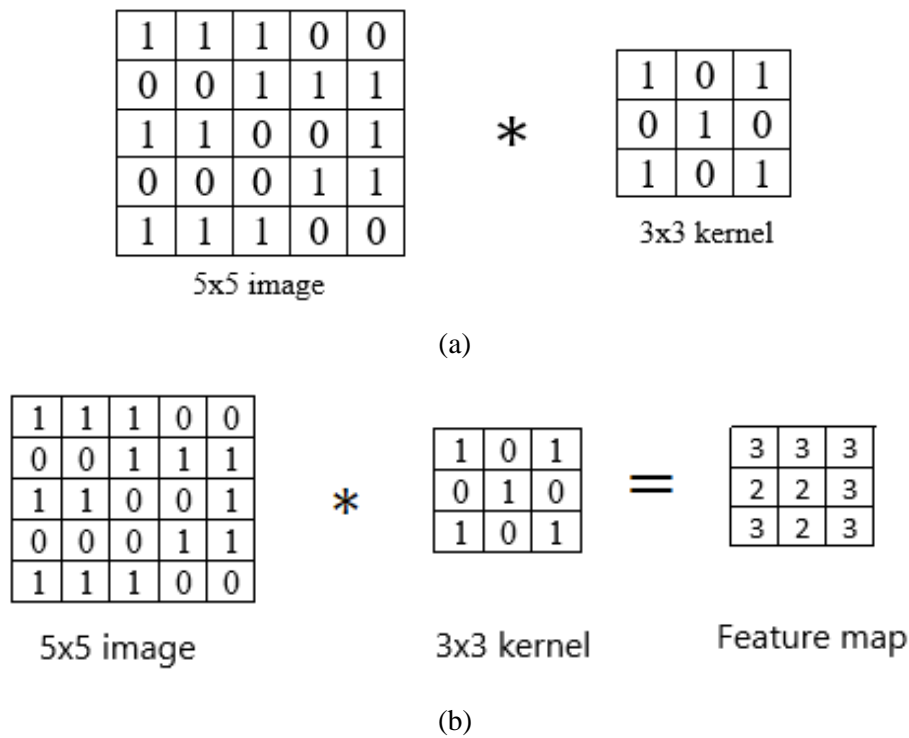 1 1 1 0 0
0 0 1 1 1
1 1 0 0 1
0 0 0 1 1
1 1 1 0 0
5x5 image
*
1 0 1
0 1 0
1 0 1
3x3 kernel
(a)
1 1 1 0 0
0 0 1 1 1
1 1 0 0 1
0 0 0 1 1
1 1 1 0 0
5x5 image
*
1 0 1
0 1 0
1 0 1
3x3 kernel
=
3 3 3
2 2 3
3 2 3
Feature map
(b)